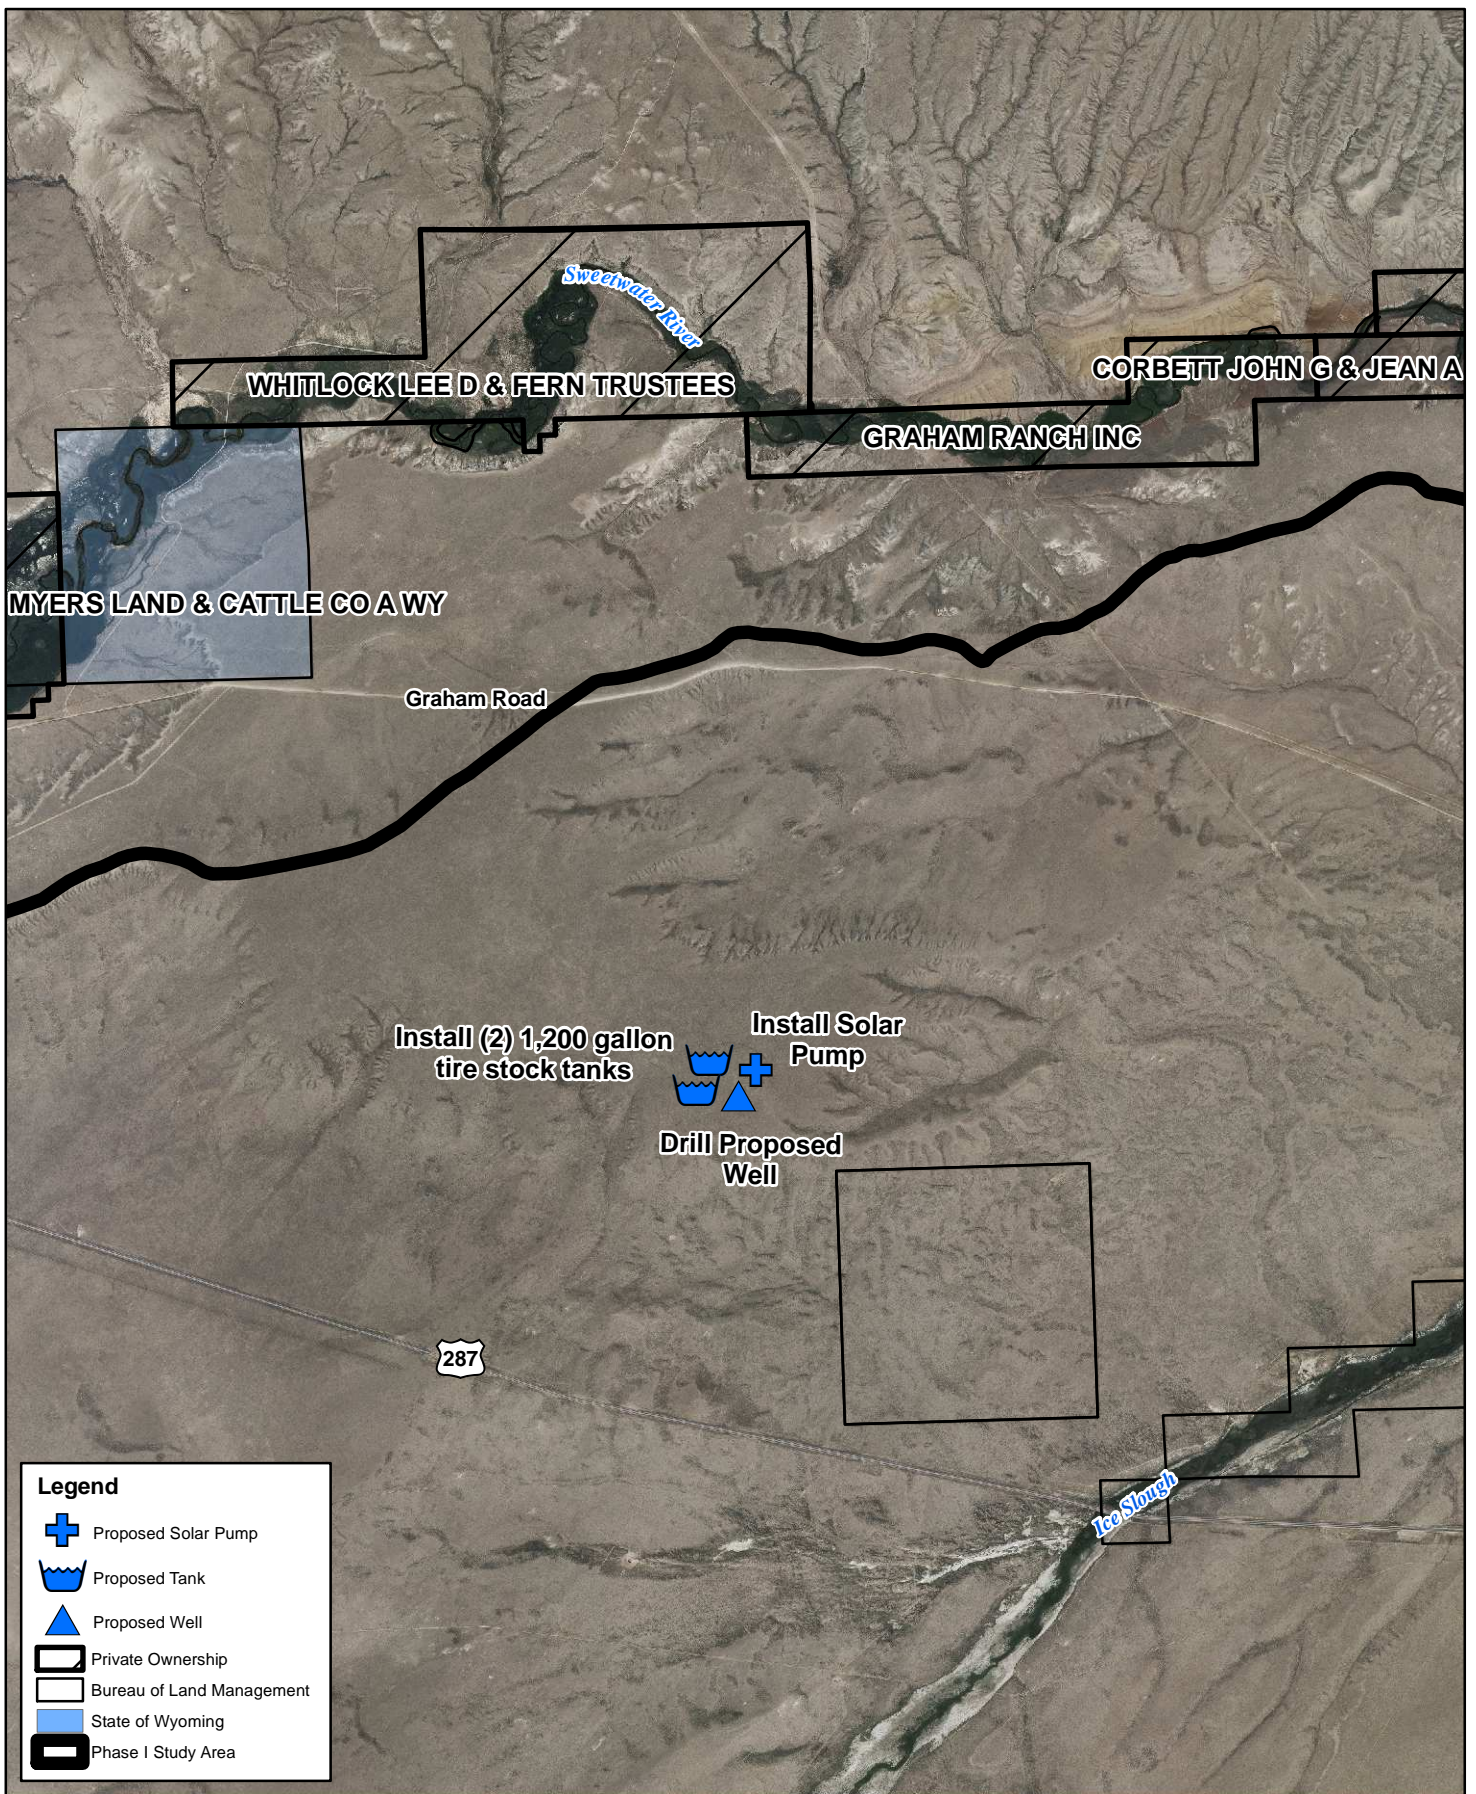 Sweetwater River
WHITLOCK LEE D & FERN TRUSTEES
CORBETT JOHN G & JEAN A
GRAHAM RANCH INC
MYERS LAND & CATTLE CO A WY
Graham Road
Install (2) 1,200 gallon
tire stock tanks
Install Solar
Pump
Drill Proposed
Well
287
Ice Slough
Legend
Proposed Solar Pump
Proposed Tank
Proposed Well
Private Ownership
Bureau of Land Management
State of Wyoming
Phase I Study Area